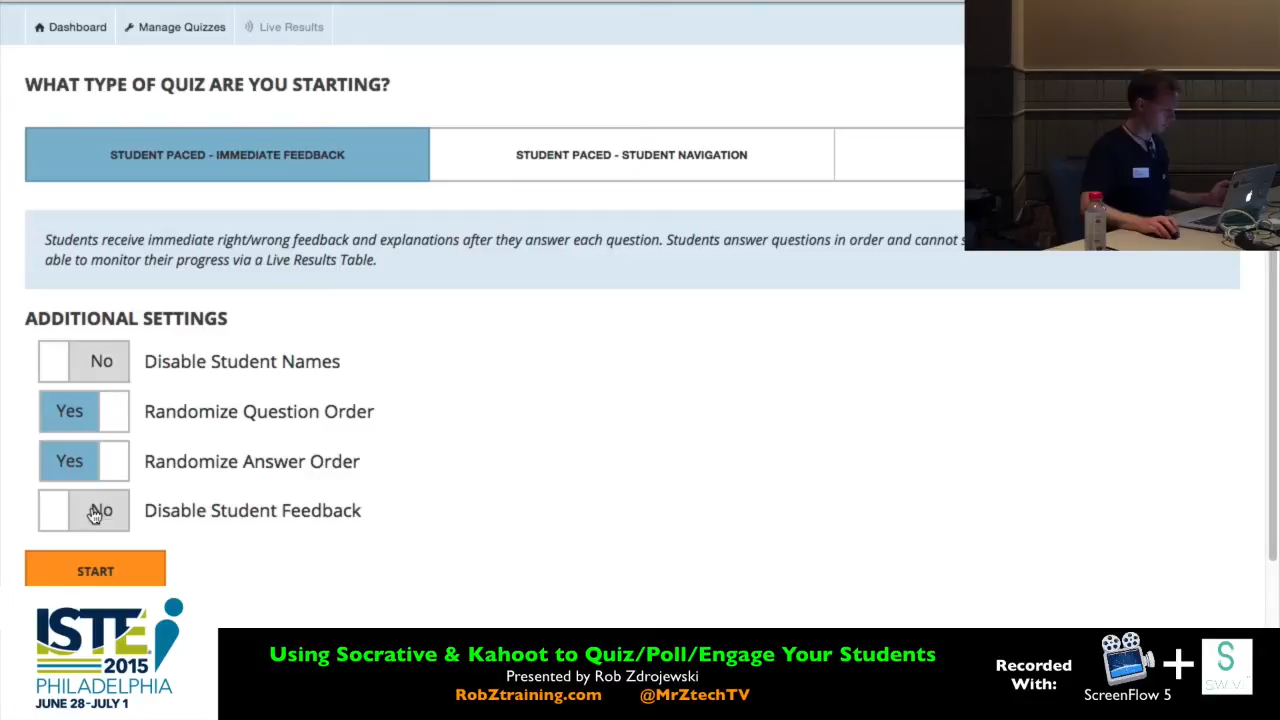 Dashboard
Manage Quizzes
Live Results
WHAT TYPE OF QUIZ ARE YOU STARTING?
STUDENT PACED - IMMEDIATE FEEDBACK
STUDENT PACED - STUDENT NAVIGATION
Students receive immediate right/wrong feedback and explanations after they answer each question. Students answer questions in order and cannot s
able to monitor their progress via a Live Results Table.
ADDITIONAL SETTINGS
No Disable Student Names
Yes Randomize Question Order
Yes Randomize Answer Order
No Disable Student Feedback
START
ISTE
2015
PHILADELPHIA
JUNE 28-JULY 1
Using Socrative & Kahoot to Quiz/Poll/Engage Your Students
Presented by Rob Zdrojewski
RobZtraining.com @MrZtechTV
Recorded
With:
ScreenFlow 5
S
swivl